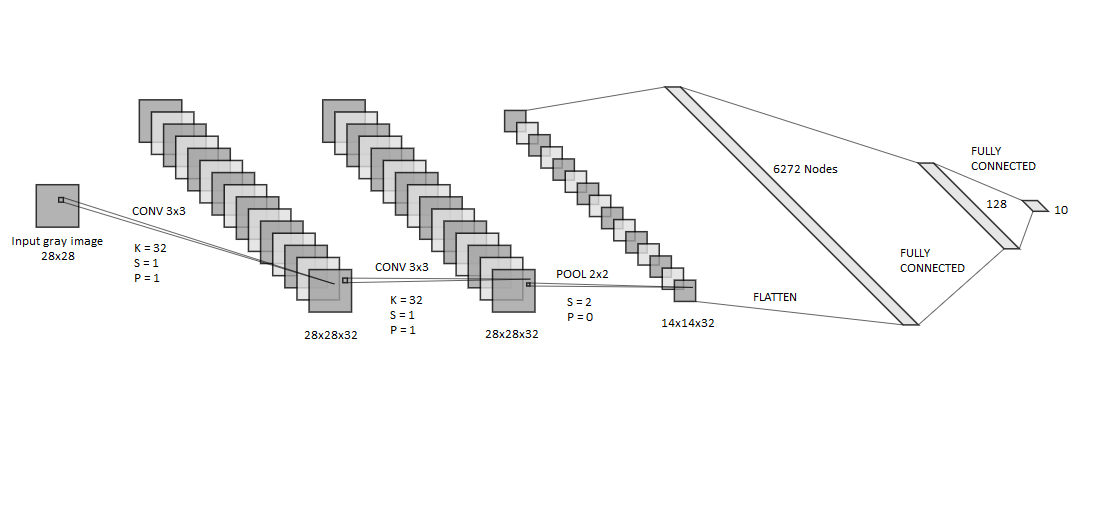 Input gray image
28x28
CONV 3x3
K = 32
S = 1
P = 1
28x28x32
CONV 3x3
K = 32
S = 1
P = 1
28x28x32
POOL 2x2
S = 2
P = 0
14x14x32
FLATTEN
6272 Nodes
FULLY
CONNECTED
128
FULLY
CONNECTED
10